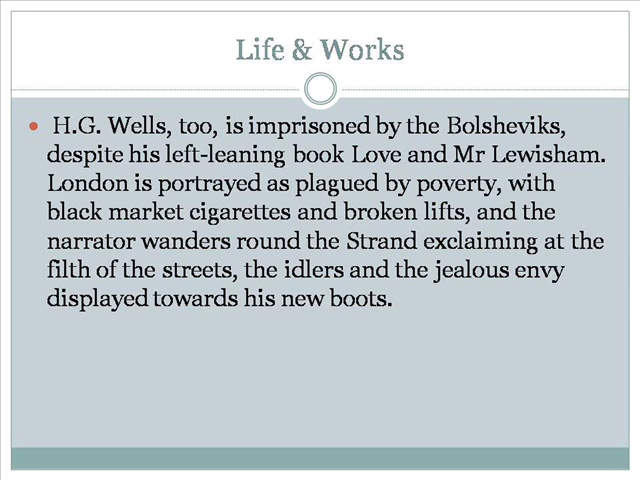 Life & Works
H.G. Wells, too, is imprisoned by the Bolsheviks,
despite his left-leaning book Love and Mr Lewisham.
London is portrayed as plagued by poverty, with
black market cigarettes and broken lifts, and the
narrator wanders round the Strand exclaiming at the
filth of the streets, the idlers and the jealous envy
displayed towards his new boots.